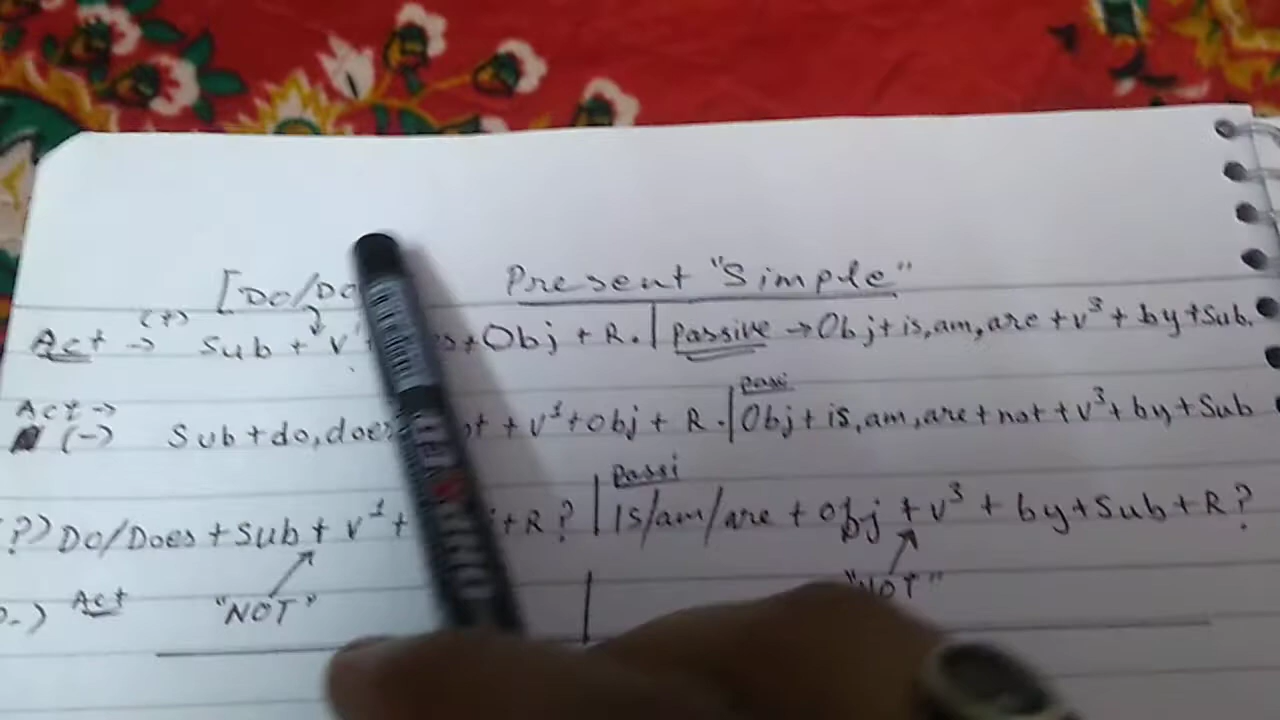 [Do/Do Present "Simple"
(+)
Act → Sub + V s+Obj + R. | Passive → Obj + is, am, are + v³ + by + Sub.
Act → pasi
(-) Sub + do, does t + v¹ + obj + R. | Obj + is, am, are + not + v³ + by + Sub
passi
?) Do/Does + Sub + v¹ + +R? | Is/am/are + obj + v³ + by + Sub + R?
-) Act "NOT" "NOT"